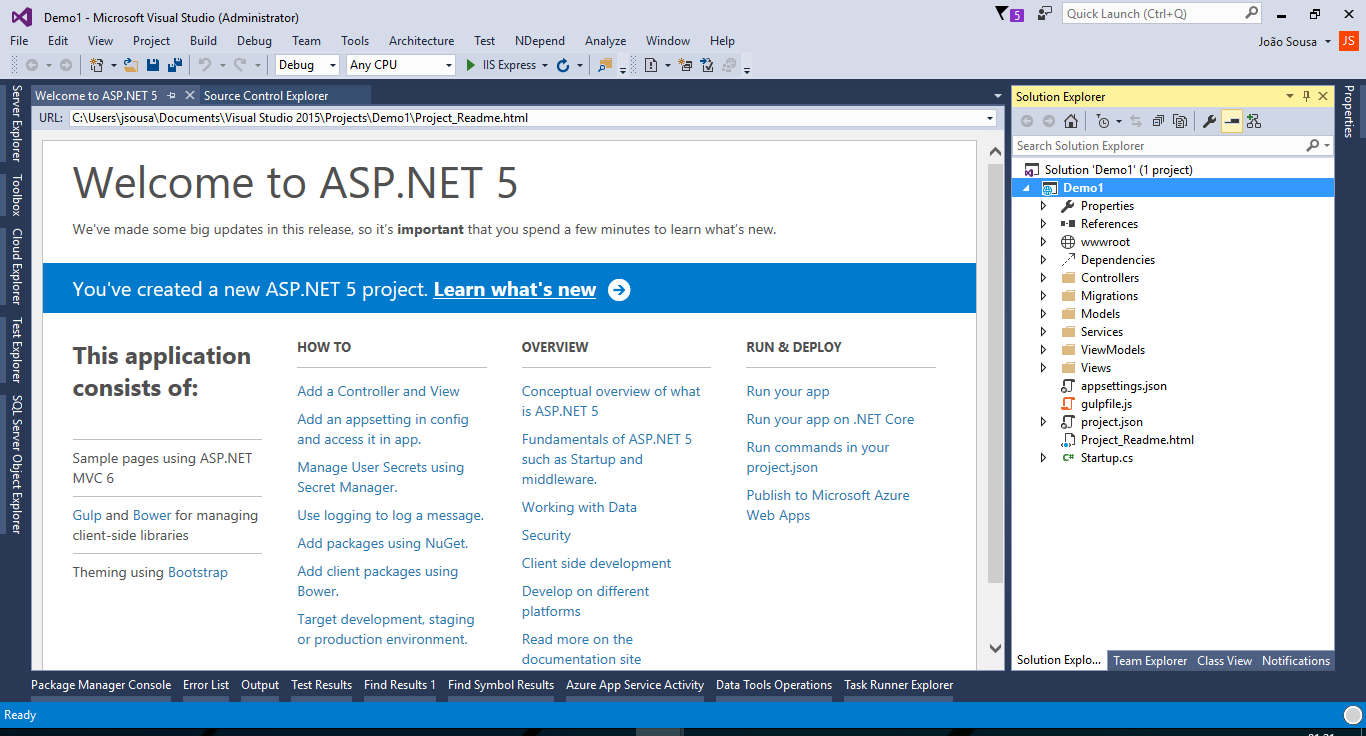 Demo1 - Microsoft Visual Studio (Administrator)
5
Quick Launch (Ctrl+Q)
File Edit View Project Build Debug Team Tools Architecture Test NDepend Analyze Window Help
João Sousa JS
Debug Any CPU IIS Express
Server Explorer
Toolbox
Cloud Explorer
Test Explorer
SQL Server Object Explorer
Welcome to ASP.NET 5 Source Control Explorer
URL: C:\Users\jsousa\Documents\Visual Studio 2015\Projects\Demo1\Project_Readme.html
Welcome to ASP.NET 5
We've made some big updates in this release, so it's important that you spend a few minutes to learn what's new.
You've created a new ASP.NET 5 project. Learn what's new
This application
consists of:
Sample pages using ASP.NET
MVC 6
Gulp and Bower for managing
client-side libraries
Theming using Bootstrap
HOW TO
Add a Controller and View
Add an appsetting in config
and access it in app.
Manage User Secrets using
Secret Manager.
Use logging to log a message.
Add packages using NuGet.
Add client packages using
Bower.
Target development, staging
or production environment.
OVERVIEW
Conceptual overview of what
is ASP.NET 5
Fundamentals of ASP.NET 5
such as Startup and
middleware.
Working with Data
Security
Client side development
Develop on different
platforms
Read more on the
documentation site
RUN & DEPLOY
Run your app
Run your app on .NET Core
Run commands in your
project.json
Publish to Microsoft Azure
Web Apps
Solution Explorer
Search Solution Explorer
Solution 'Demo1' (1 project)
Demo1
Properties
References
wwwroot
Dependencies
Controllers
Migrations
Models
Services
ViewModels
Views
appsettings.json
gulpfile.js
project.json
Project_Readme.html
C# Startup.cs
Solution Explo... Team Explorer Class View Notifications
Properties
Package Manager Console Error List Output Test Results Find Results 1 Find Symbol Results Azure App Service Activity Data Tools Operations Task Runner Explorer
Ready